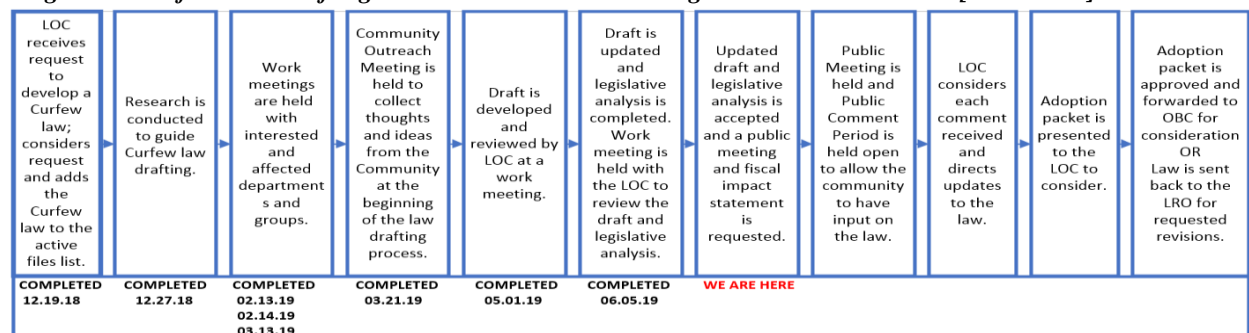 LOC
receives
request
to
develop a
Curfew
law;
considers
request
and adds
the
Curfew
law to the
active
files list.
Research is
conducted
to guide
Curfew law
drafting.
Work
meetings
are held
with
interested
and
affected
department
s and
groups.
Community
Outreach
Meeting is
held to
collect
thoughts
and ideas
from the
Community
at the
beginning
of the law
drafting
process.
Draft is
developed
and
reviewed by
LOC at a
work
meeting.
Draft is
updated
and
legislative
analysis is
completed.
Work
meeting is
held with
the LOC to
review the
draft and
legislative
analysis.
Updated
draft and
legislative
analysis is
accepted
and a public
meeting
and fiscal
impact
statement
is
requested.
Public
Meeting is
held and
Public
Comment
Period is
held open
to allow the
community
to have
input on
the law.
LOC
considers
each
comment
received
and
directs
updates
to the
law.
Adoption
packet is
presented
to the
LOC to
consider.
Adoption
packet is
approved and
forwarded to
OBC for
consideration
OR
Law is sent
back to the
LRO for
requested
revisions.
COMPLETED
12.19.18
COMPLETED
12.27.18
COMPLETED
02.13.19
02.14.19
03.13.19
COMPLETED
03.21.19
COMPLETED
05.01.19
COMPLETED
06.05.19
WE ARE HERE